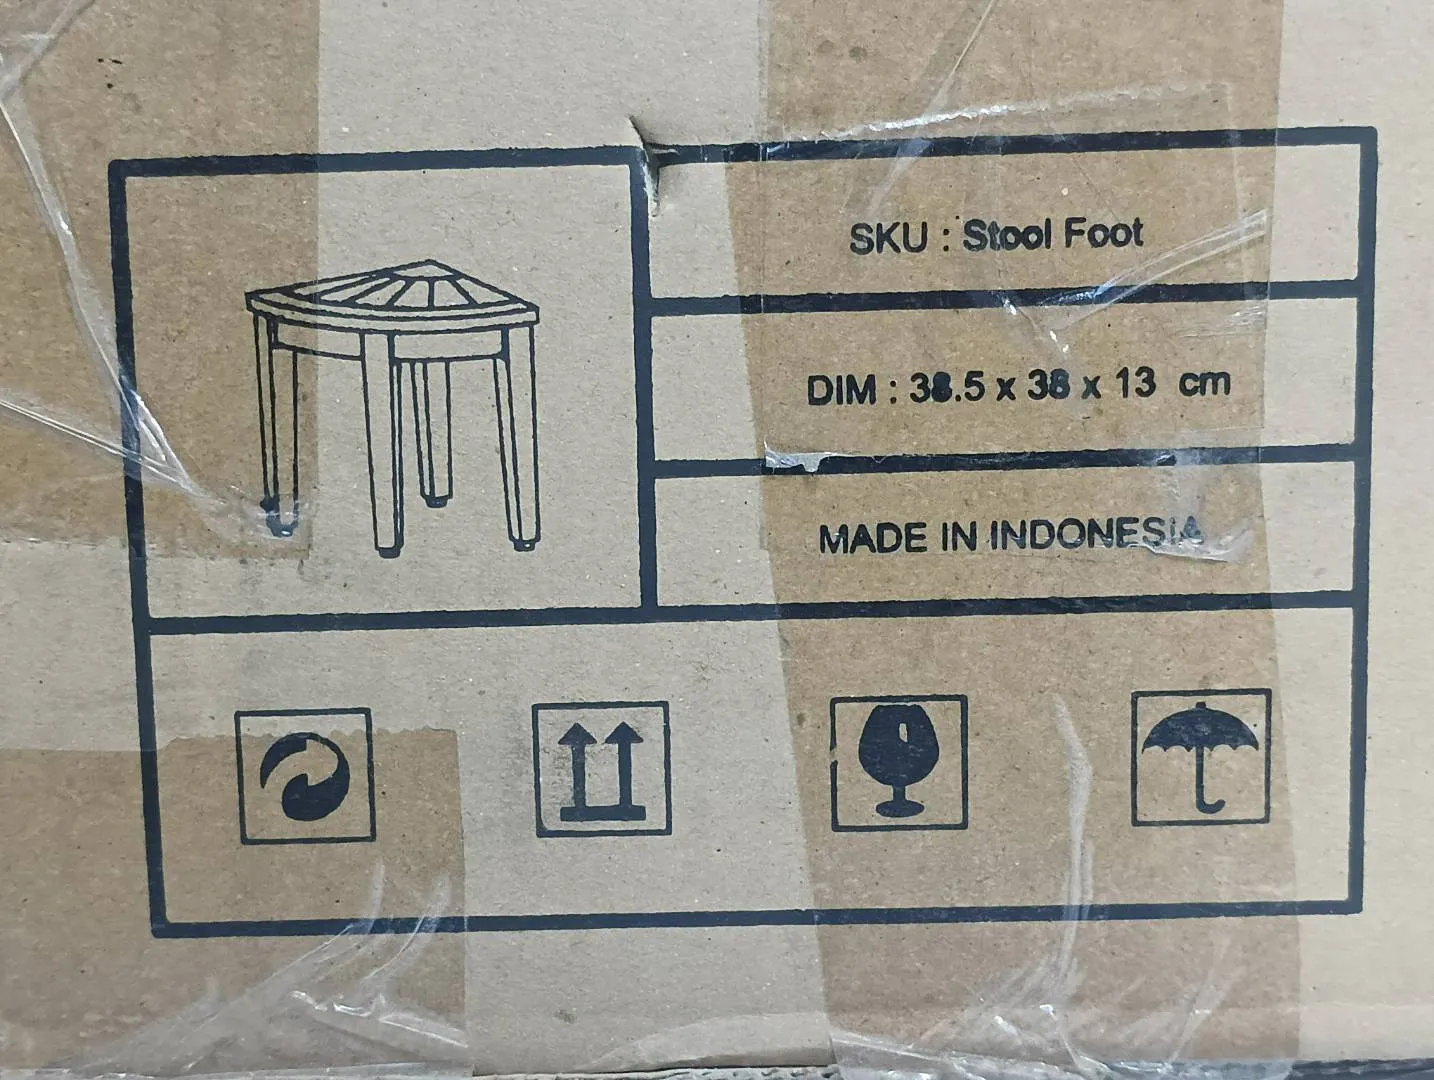 SKU : Stool Foot
DIM : 38.5 x 38 x 13 cm
MADE IN INDONESIA